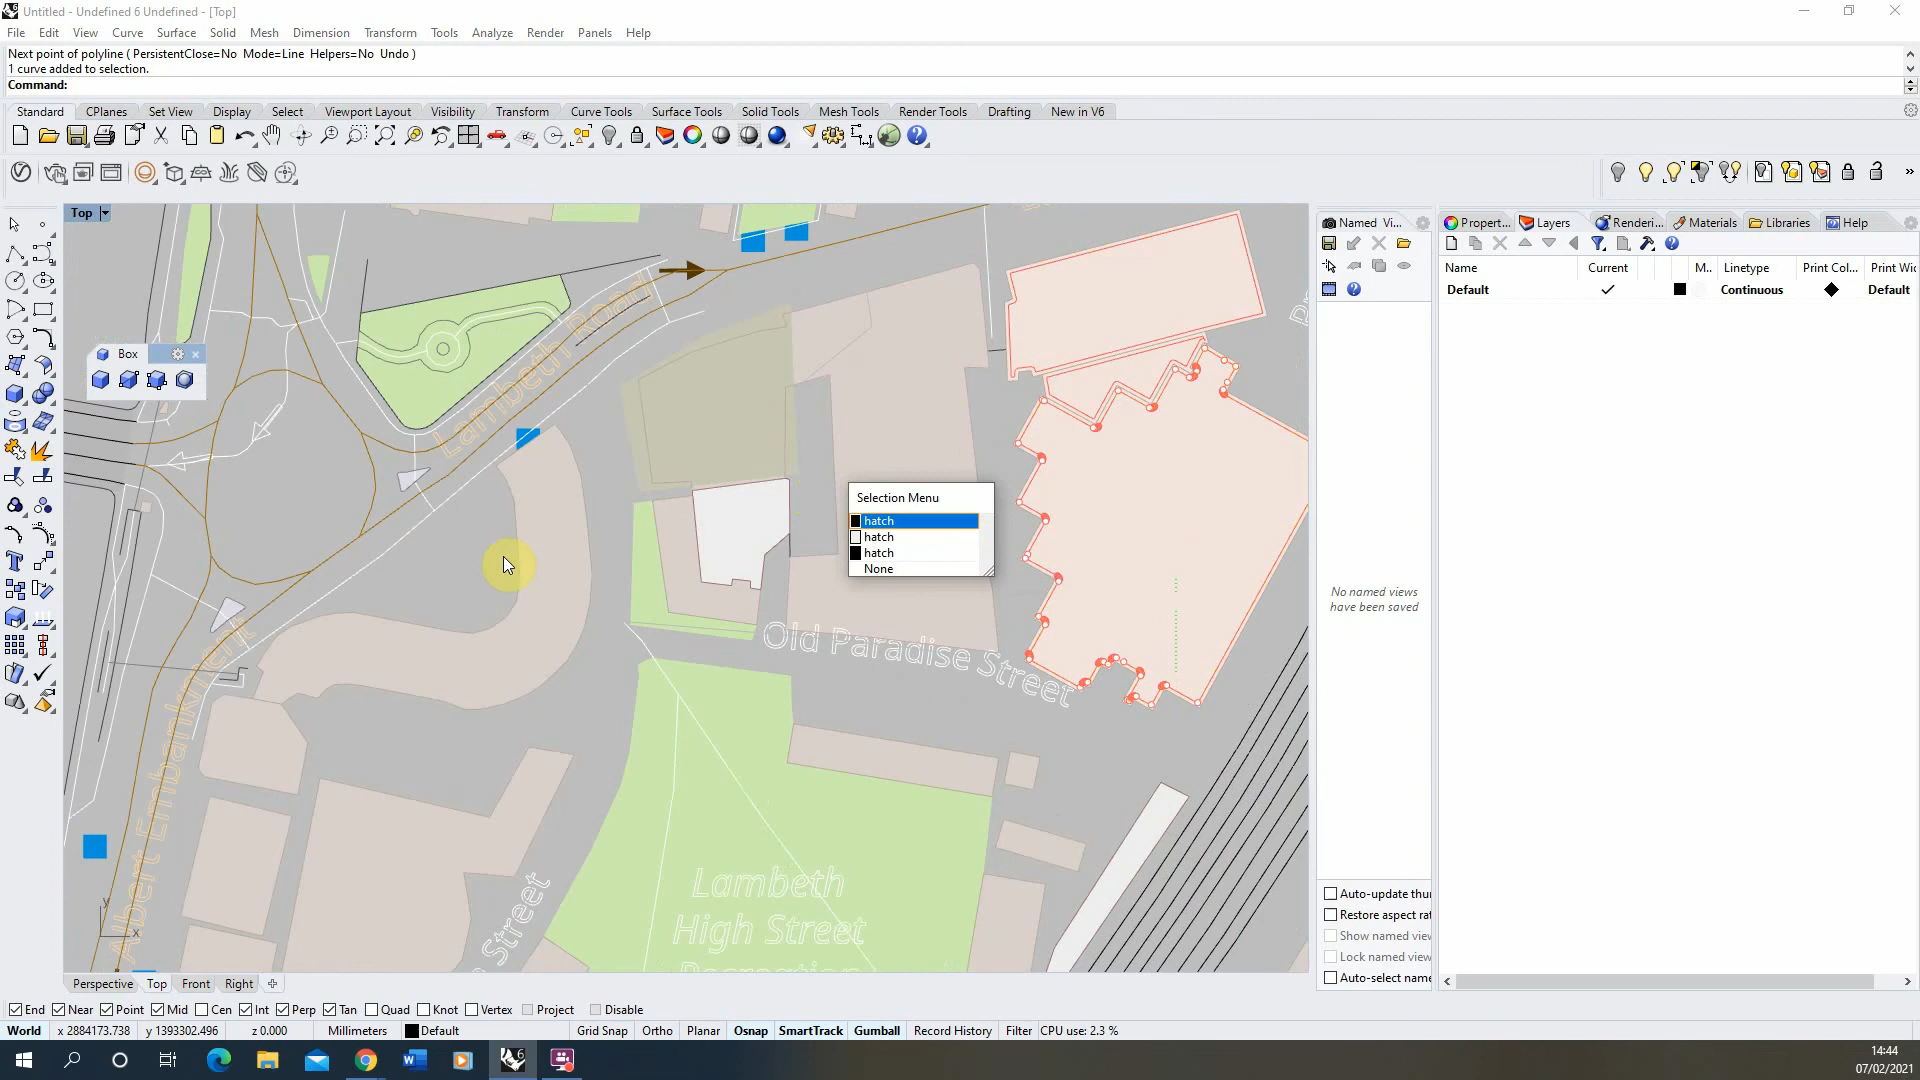 Untitled - Undefined 6 Undefined - [Top]
File Edit View Curve Surface Solid Mesh Dimension Transform Tools Analyze Render Panels Help
Next point of polyline ( PersistentClose=No Mode=Line Helpers=No Undo )
1 curve added to selection.
Command:
Standard CPlanes Set View Display Select Viewport Layout Visibility Transform Curve Tools Surface Tools Solid Tools Mesh Tools Render Tools Drafting New in V6
Top
Named Vi...
Propert... Layers Renderi... Materials Libraries Help
Name Current M.. Linetype Print Col... Print Wi
Default Continuous Default
Box
Lambeth Road
Selection Menu
hatch
hatch
hatch
None
No named views
have been saved
Old Paradise Street
Albert Embankment
Lambeth
High Street
Street
Auto-update thu
Restore aspect rat
Show named view
Lock named view
Auto-select name
Perspective Top Front Right
End Near Point Mid Cen Int Perp Tan Quad Knot Vertex Project Disable
World x 2884173.738 y 1393302.496 z 0.000 Millimeters Default Grid Snap Ortho Planar Osnap SmartTrack Gumball Record History Filter CPU use: 2.3 %
14:44
07/02/2021